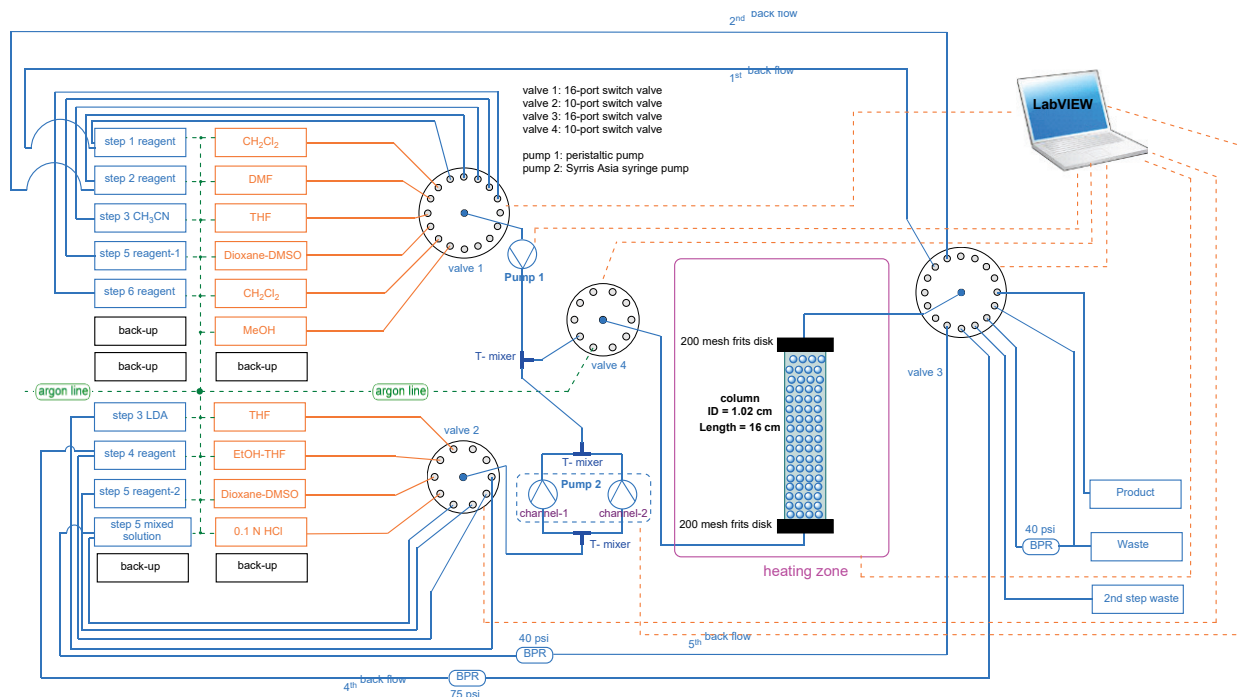 2nd back flow
1st back flow
valve 1: 16-port switch valve
valve 2: 10-port switch valve
valve 3: 16-port switch valve
valve 4: 10-port switch valve
pump 1: peristaltic pump
pump 2: Syrris Asia syringe pump
LabVIEW
step 1 reagent
CH2Cl2
step 2 reagent
DMF
step 3 CH3CN
THF
step 5 reagent-1
Dioxane-DMSO
step 6 reagent
CH2Cl2
back-up
MeOH
back-up
back-up
valve 1
Pump 1
T- mixer
valve 4
argon line
argon line
200 mesh frits disk
column
ID = 1.02 cm
Length = 16 cm
200 mesh frits disk
heating zone
valve 3
step 3 LDA
THF
step 4 reagent
EtOH-THF
step 5 reagent-2
Dioxane-DMSO
step 5 mixed
solution
0.1 N HCl
back-up
back-up
valve 2
T- mixer
Pump 2
channel-1
channel-2
T- mixer
Product
40 psi
BPR
Waste
2nd step waste
40 psi
BPR
5th back flow
4th back flow
BPR
75 psi